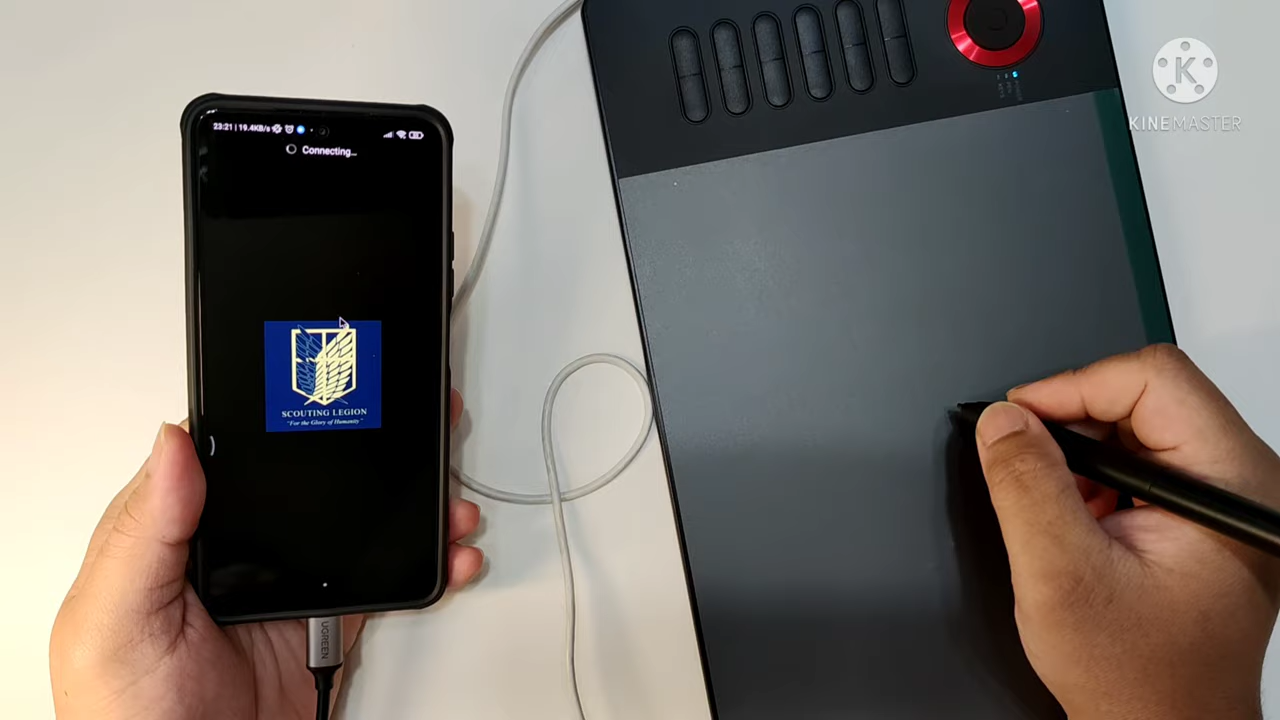 23:21 | 19.4KB/s
Connecting...
SCOUTING LEGION
"For the Glory of Humanity"
UGREEN
K
KINEMASTER